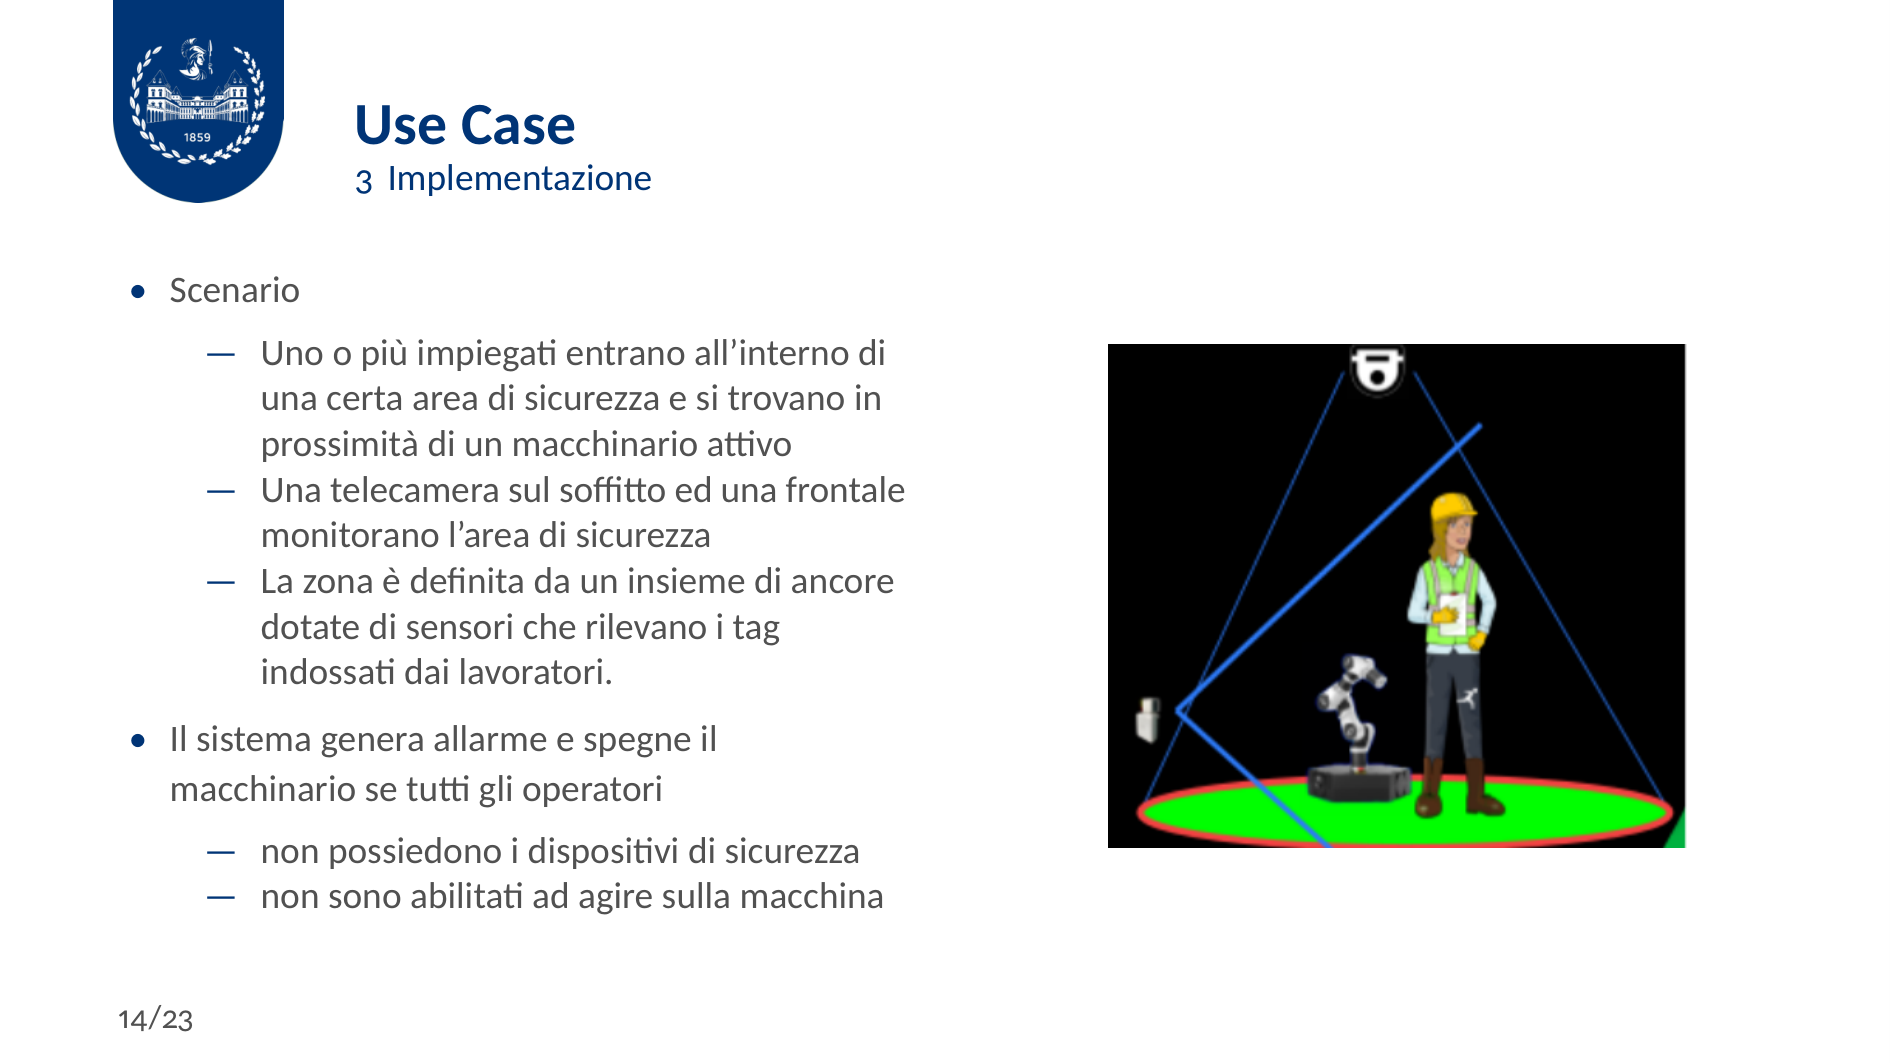 1859
Use Case
3 Implementazione
• Scenario
— Uno o più impiegati entrano all’interno di
una certa area di sicurezza e si trovano in
prossimità di un macchinario attivo
— Una telecamera sul soffitto ed una frontale
monitorano l’area di sicurezza
— La zona è definita da un insieme di ancore
dotate di sensori che rilevano i tag
indossati dai lavoratori.
• Il sistema genera allarme e spegne il
macchinario se tutti gli operatori
— non possiedono i dispositivi di sicurezza
— non sono abilitati ad agire sulla macchina
14/23